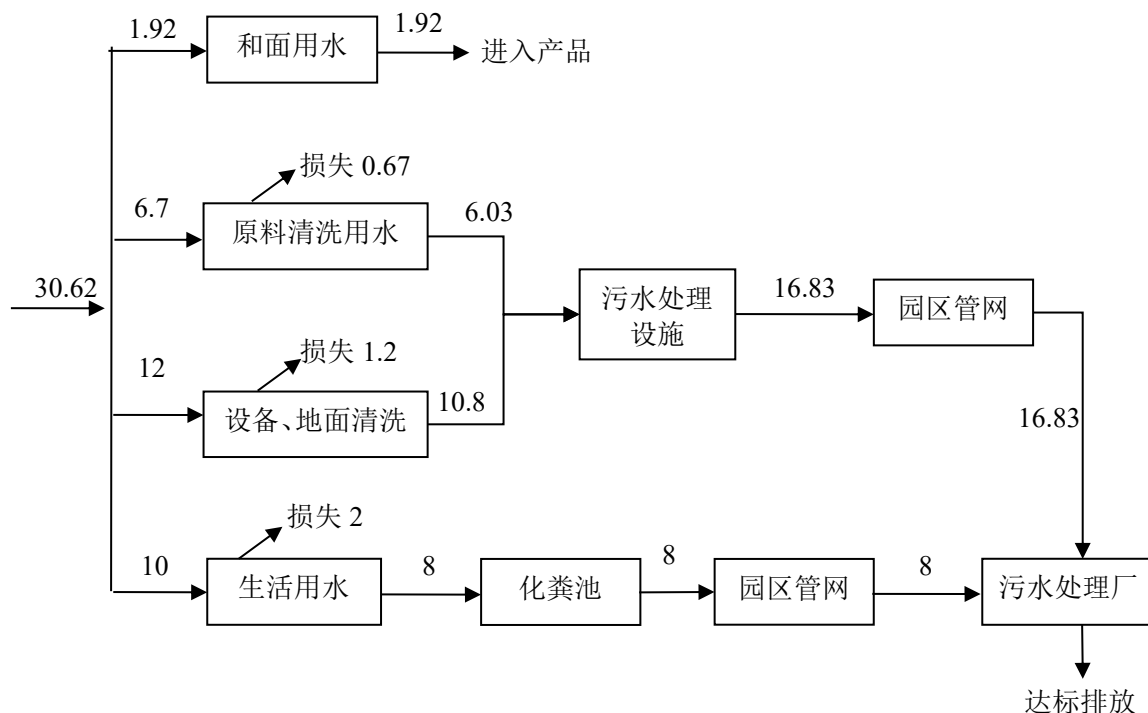 1.92
和面用水
1.92
进入产品
损失 0.67
6.7
原料清洗用水
6.03
30.62
污水处理
设施
16.83
园区管网
损失 1.2
12
设备、地面清洗
10.8
16.83
损失 2
10
生活用水
8
化粪池
8
园区管网
8
污水处理厂
达标排放